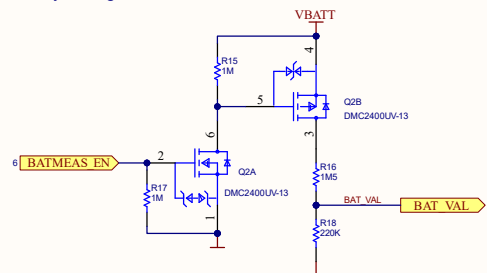 VBATT
R15
1M
4
5
Q2B
DMC2400UV-13
6
3
6 BATMEAS_EN
2
Q2A
R16
1M5
R17
1M
DMC2400UV-13
1
BAT_VAL
BAT_VAL
R18
220K